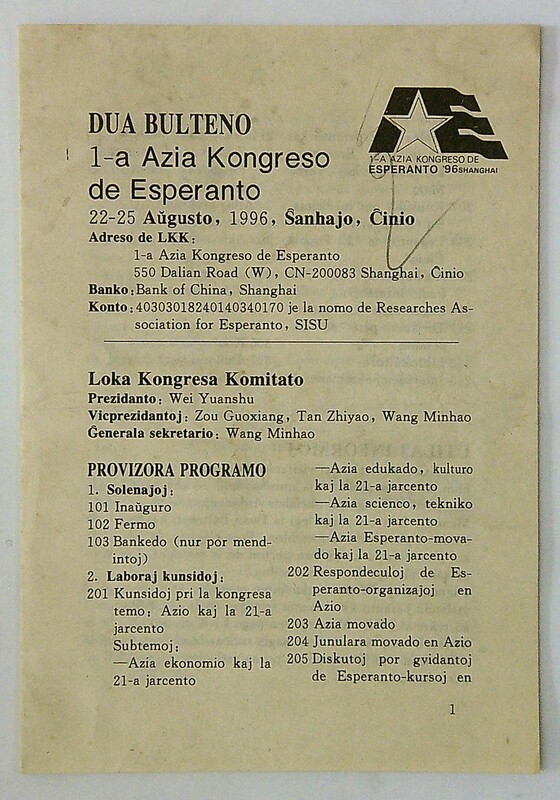 DUA BULTENO
1-a Azia Kongreso
de Esperanto
1-A AZIA KONGRESO DE
ESPERANTO '96 SHANGHAI
22-25 Aŭgusto, 1996, Ŝanhajo, Ĉinio
Adreso de LKK:
1-a Azia Kongreso de Esperanto
550 Dalian Road (W), CN-200083 Shanghai, Ĉinio
Banko: Bank of China, Shanghai
Konto: 40303018240140340170 je la nomo de Researches As-
sociation for Esperanto, SISU
Loka Kongresa Komitato
Prezidanto: Wei Yuanshu
Vicprezidantoj: Zou Guoxiang, Tan Zhiyao, Wang Minhao
Ĝenerala sekretario: Wang Minhao
PROVIZORA PROGRAMO
1. Solenajoj:
101 Inaŭguro
102 Fermo
103 Bankedo (nur por mend-
intoj)
2. Laboraj kunsidoj:
201 Kunsidoj pri la kongresa
temo: Azio kaj la 21-a
jarcento
Subtemoj:
—Azia ekonomio kaj la
21-a jarcento
—Azia edukado, kulturo
kaj la 21-a jarcento
—Azia scienco, tekniko
kaj la 21-a jarcento
—Azia Esperanto-mova-
do kaj la 21-a jarcento
202 Respondeculoj de Es-
peranto-organizajoj en
Azio
203 Azia movado
204 Junulara movado en Azio
205 Diskutoj por gvidantoj
de Esperanto-kursoj en
1